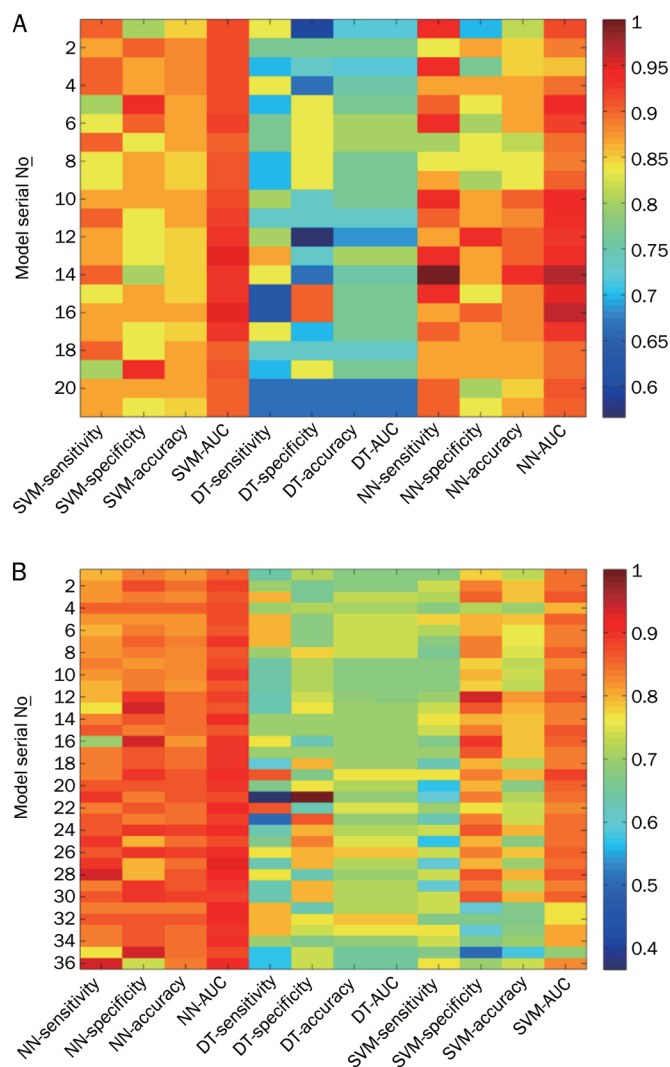 A
Model serial No
2
4
6
8
10
12
14
16
18
20
1
0.95
0.9
0.85
0.8
0.75
0.7
0.65
0.6
SVM-sensitivity
SVM-specificity
SVM-accuracy
SVM-AUC
DT-sensitivity
DT-specificity
DT-accuracy
DT-AUC
NN-sensitivity
NN-specificity
NN-accuracy
NN-AUC
B
Model serial No
2
4
6
8
10
12
14
16
18
20
22
24
26
28
30
32
34
36
1
0.9
0.8
0.7
0.6
0.5
0.4
NN-sensitivity
NN-specificity
NN-accuracy
NN-AUC
DT-sensitivity
DT-specificity
DT-accuracy
DT-AUC
SVM-sensitivity
SVM-specificity
SVM-accuracy
SVM-AUC